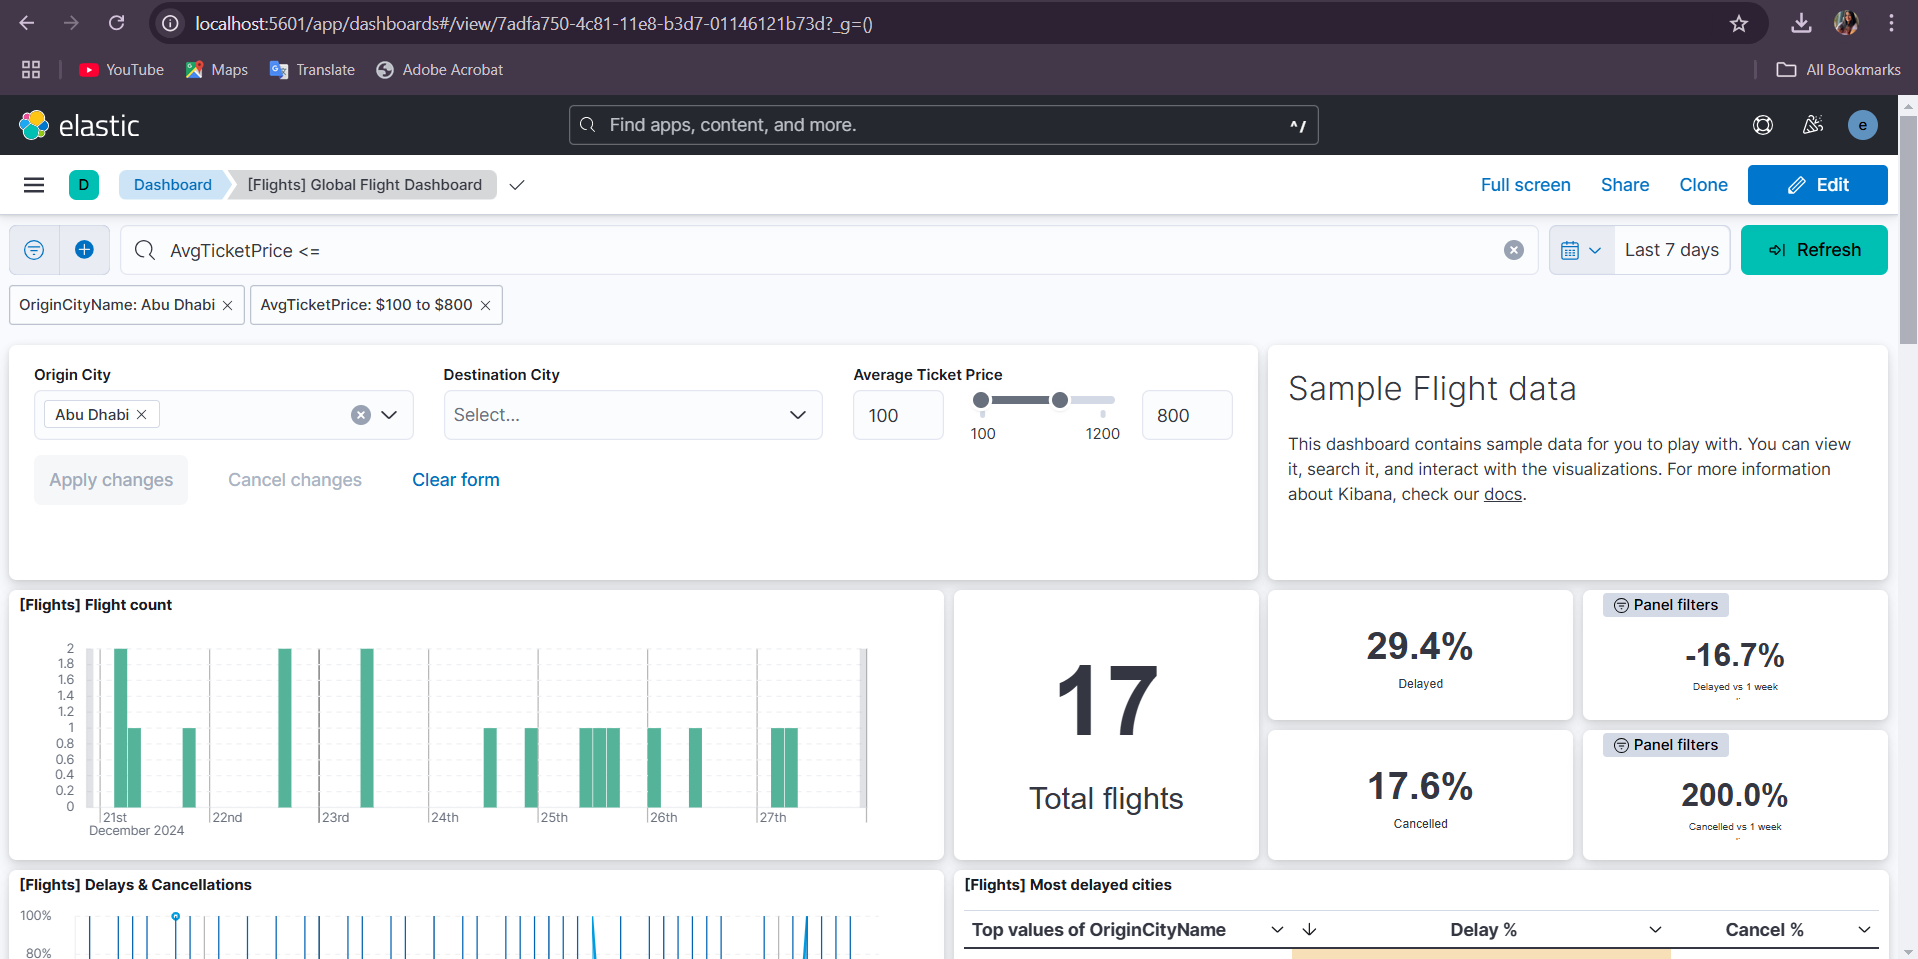 localhost:5601/app/dashboards#/view/7adfa750-4c81-11e8-b3d7-01146121b73d?_g=()
YouTube Maps Translate Adobe Acrobat All Bookmarks
elastic Find apps, content, and more. ^/ e
D Dashboard [Flights] Global Flight Dashboard Full screen Share Clone Edit
AvgTicketPrice <= Last 7 days Refresh
OriginCityName: Abu Dhabi AvgTicketPrice: $100 to $800
Origin City Destination City Average Ticket Price
Abu Dhabi Select... 100 800
100 1200
Apply changes Cancel changes Clear form
Sample Flight data
This dashboard contains sample data for you to play with. You can view
it, search it, and interact with the visualizations. For more information
about Kibana, check our docs.
[Flights] Flight count
2
1.8
1.6
1.4
1.2
1
0.8
0.6
0.4
0.2
0
21st 22nd 23rd 24th 25th 26th 27th
December 2024
17
Total flights
29.4%
Delayed
Panel filters
-16.7%
Delayed vs 1 week
17.6%
Cancelled
Panel filters
200.0%
Cancelled vs 1 week
[Flights] Delays & Cancellations
100%
80%
[Flights] Most delayed cities
Top values of OriginCityName Delay % Cancel %